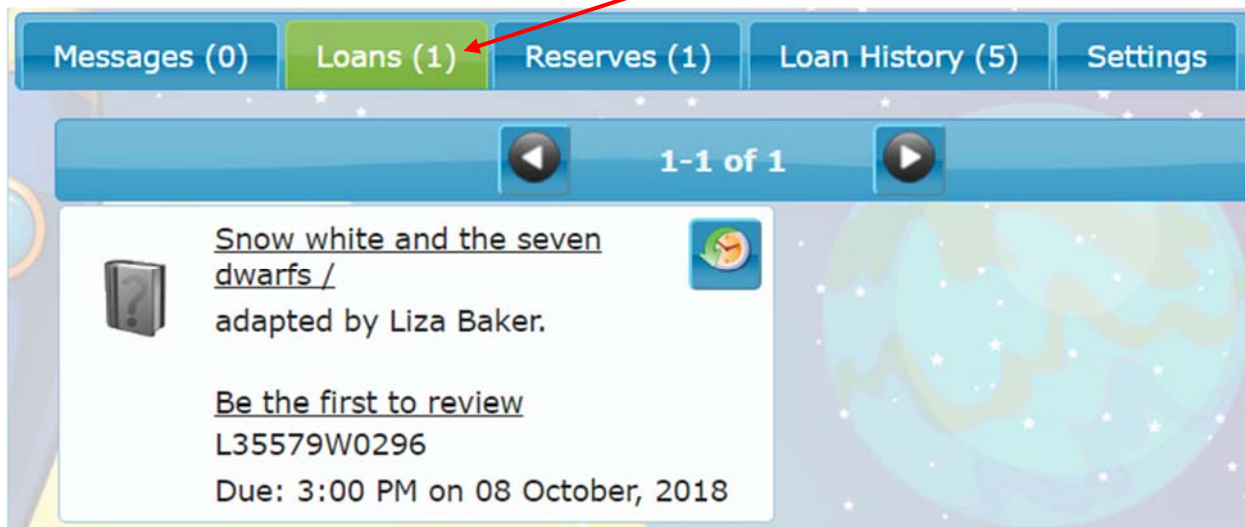 Messages (0) Loans (1) Reserves (1) Loan History (5) Settings
1-1 of 1
Snow white and the seven
dwarfs /
adapted by Liza Baker.
?
Be the first to review
L35579W0296
Due: 3:00 PM on 08 October, 2018